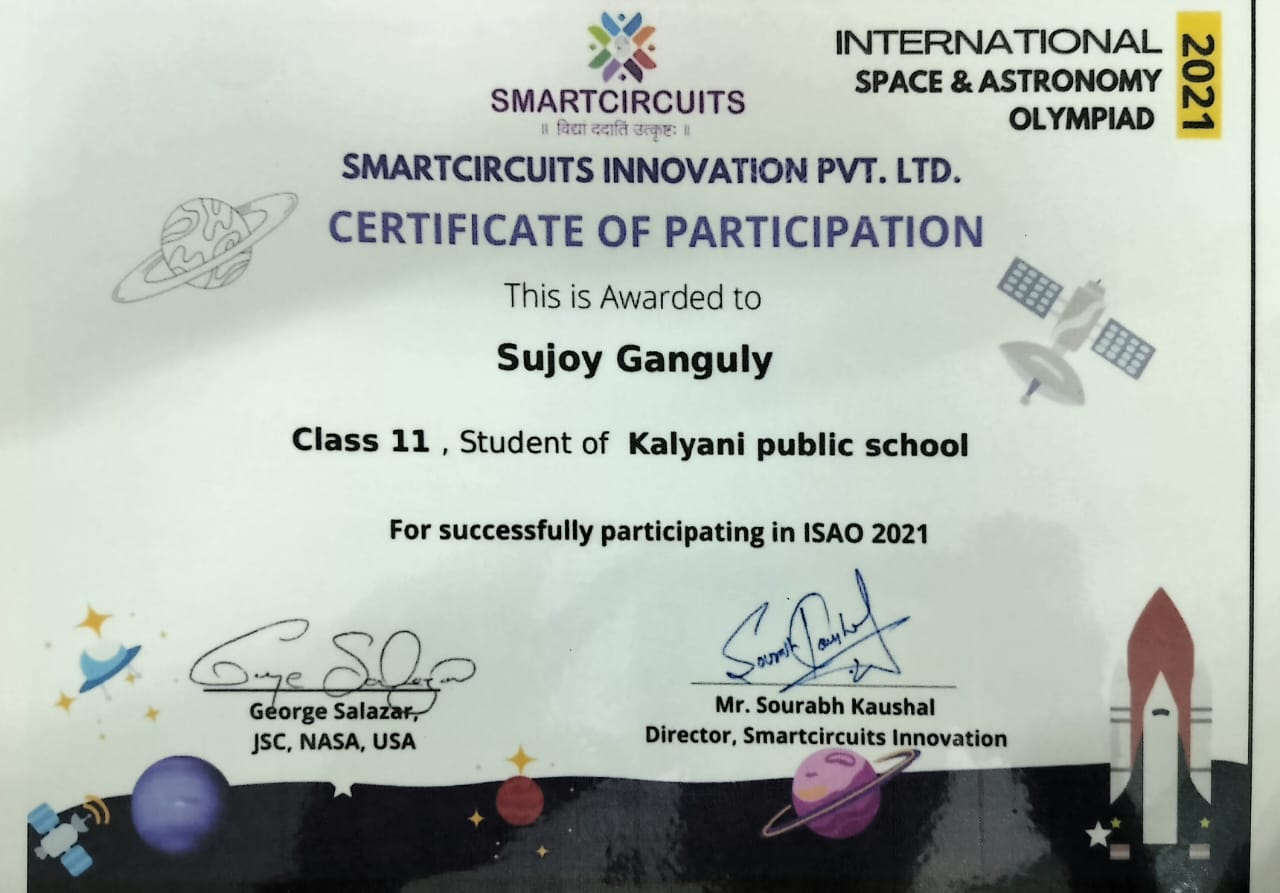 SMARTCIRCUITS
॥ विद्यां ददाति उत्कृष्टः ॥
INTERNATIONAL
SPACE & ASTRONOMY
OLYMPIAD
2021
SMARTCIRCUITS INNOVATION PVT. LTD.
CERTIFICATE OF PARTICIPATION
This is Awarded to
Sujoy Ganguly
Class 11 , Student of Kalyani public school
For successfully participating in ISAO 2021
George Salazar
Sourabh Kaushal
George Salazar,
JSC, NASA, USA
Mr. Sourabh Kaushal
Director, Smartcircuits Innovation